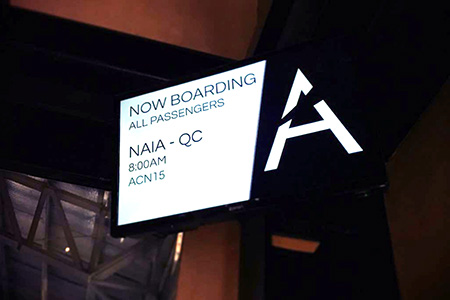 NOW BOARDING
ALL PASSENGERS
NAIA - QC
8:00AM
ACN15
A